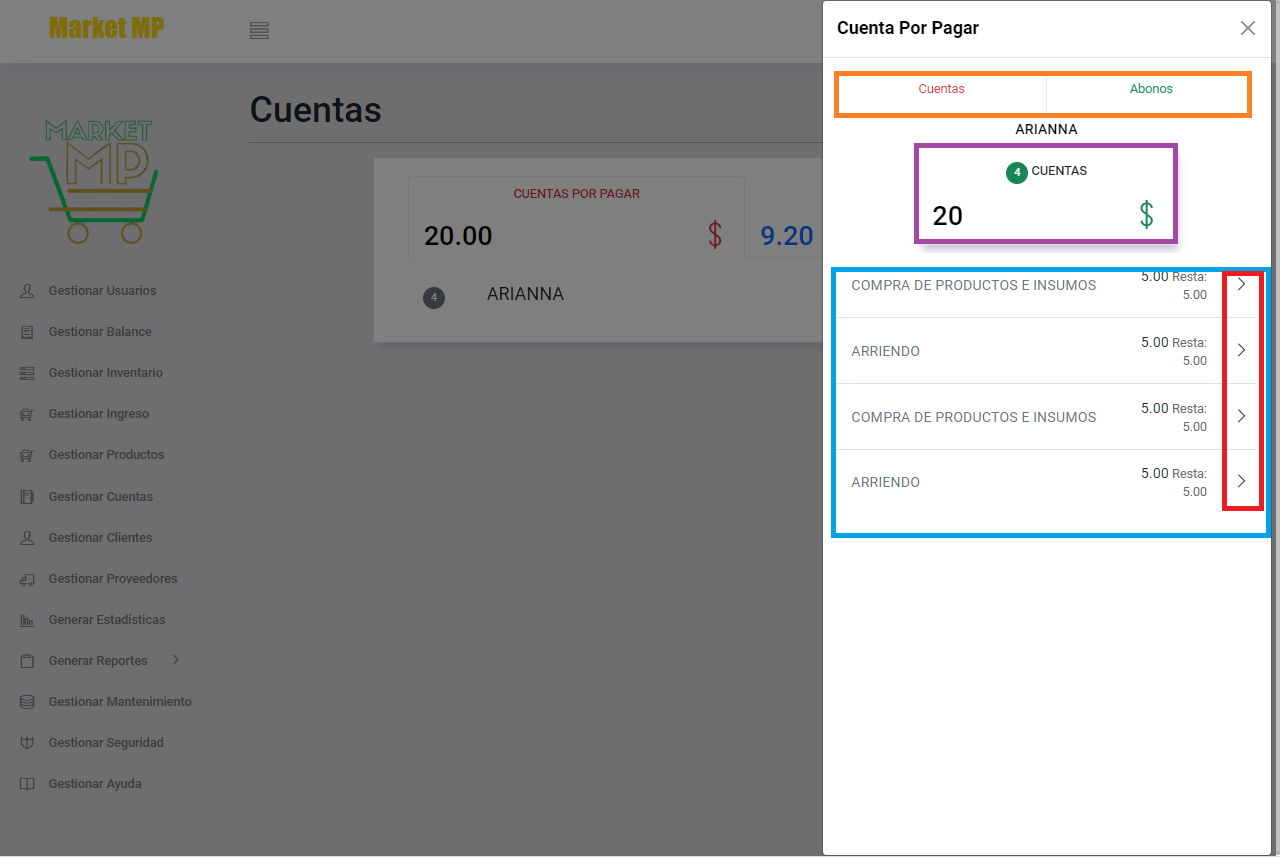 Market MP
MARKET
MP
Gestionar Usuarios
Gestionar Balance
Gestionar Inventario
Gestionar Ingreso
Gestionar Productos
Gestionar Cuentas
Gestionar Clientes
Gestionar Proveedores
Generar Estadísticas
Generar Reportes
Gestionar Mantenimiento
Gestionar Seguridad
Gestionar Ayuda
Cuentas
CUENTAS POR PAGAR
20.00 $ 9.20
4 ARIANNA
Cuenta Por Pagar
Cuentas Abonos
ARIANNA
4 CUENTAS
20 $
COMPRA DE PRODUCTOS E INSUMOS 5.00 Resta:
5.00
ARRIENDO 5.00 Resta:
5.00
COMPRA DE PRODUCTOS E INSUMOS 5.00 Resta:
5.00
ARRIENDO 5.00 Resta:
5.00